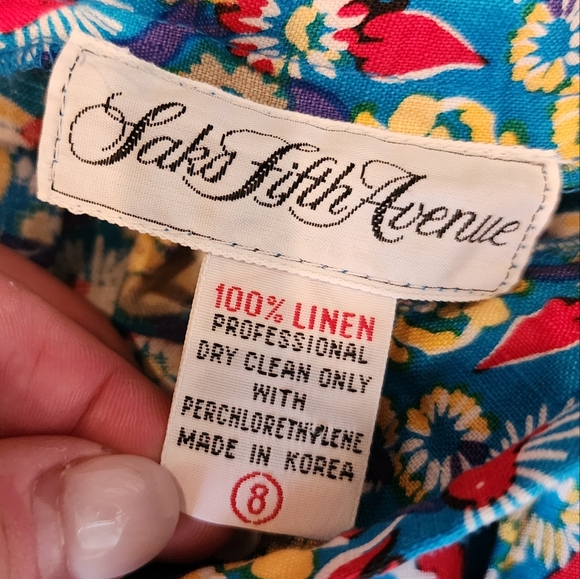 Saks Fifth Avenue
100% LINEN
PROFESSIONAL
DRY CLEAN ONLY
WITH
PERCHLORETHYLENE
MADE IN KOREA
8